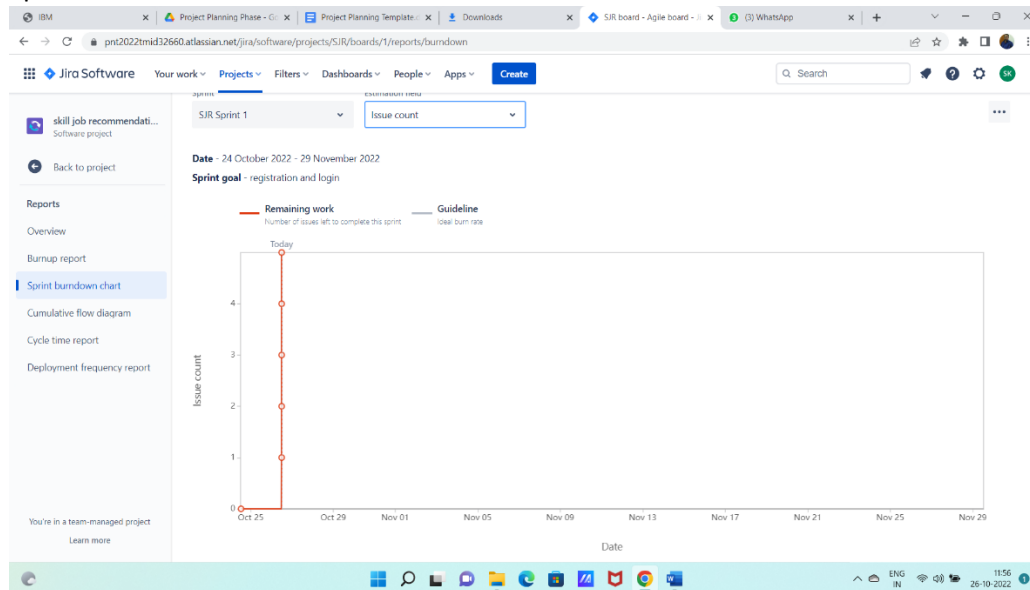 IBM
Project Planning Phase - Go
Project Planning Template.
Downloads
SJR board - Agile board - J
(3) WhatsApp
pnt2022tmid32660.atlassian.net/jira/software/projects/SJR/boards/1/reports/burndown
Jira Software Your work Projects Filters Dashboards People Apps Create Search SK
Sprint Estimation field
skill job recommendati...
Software project
SJR Sprint 1 Issue count
Back to project
Date - 24 October 2022 - 29 November 2022
Sprint goal - registration and login
Reports
Overview
Burnup report
Sprint burndown chart
Cumulative flow diagram
Cycle time report
Deployment frequency report
Remaining work Guideline
Number of issues left to complete this sprint Ideal burn rate
Today
4
3
2
1
0
Issue count
Oct 25 Oct 29 Nov 01 Nov 05 Nov 09 Nov 13 Nov 17 Nov 21 Nov 25 Nov 29
Date
You're in a team-managed project
Learn more
ENG 11:56
IN 26-10-2022